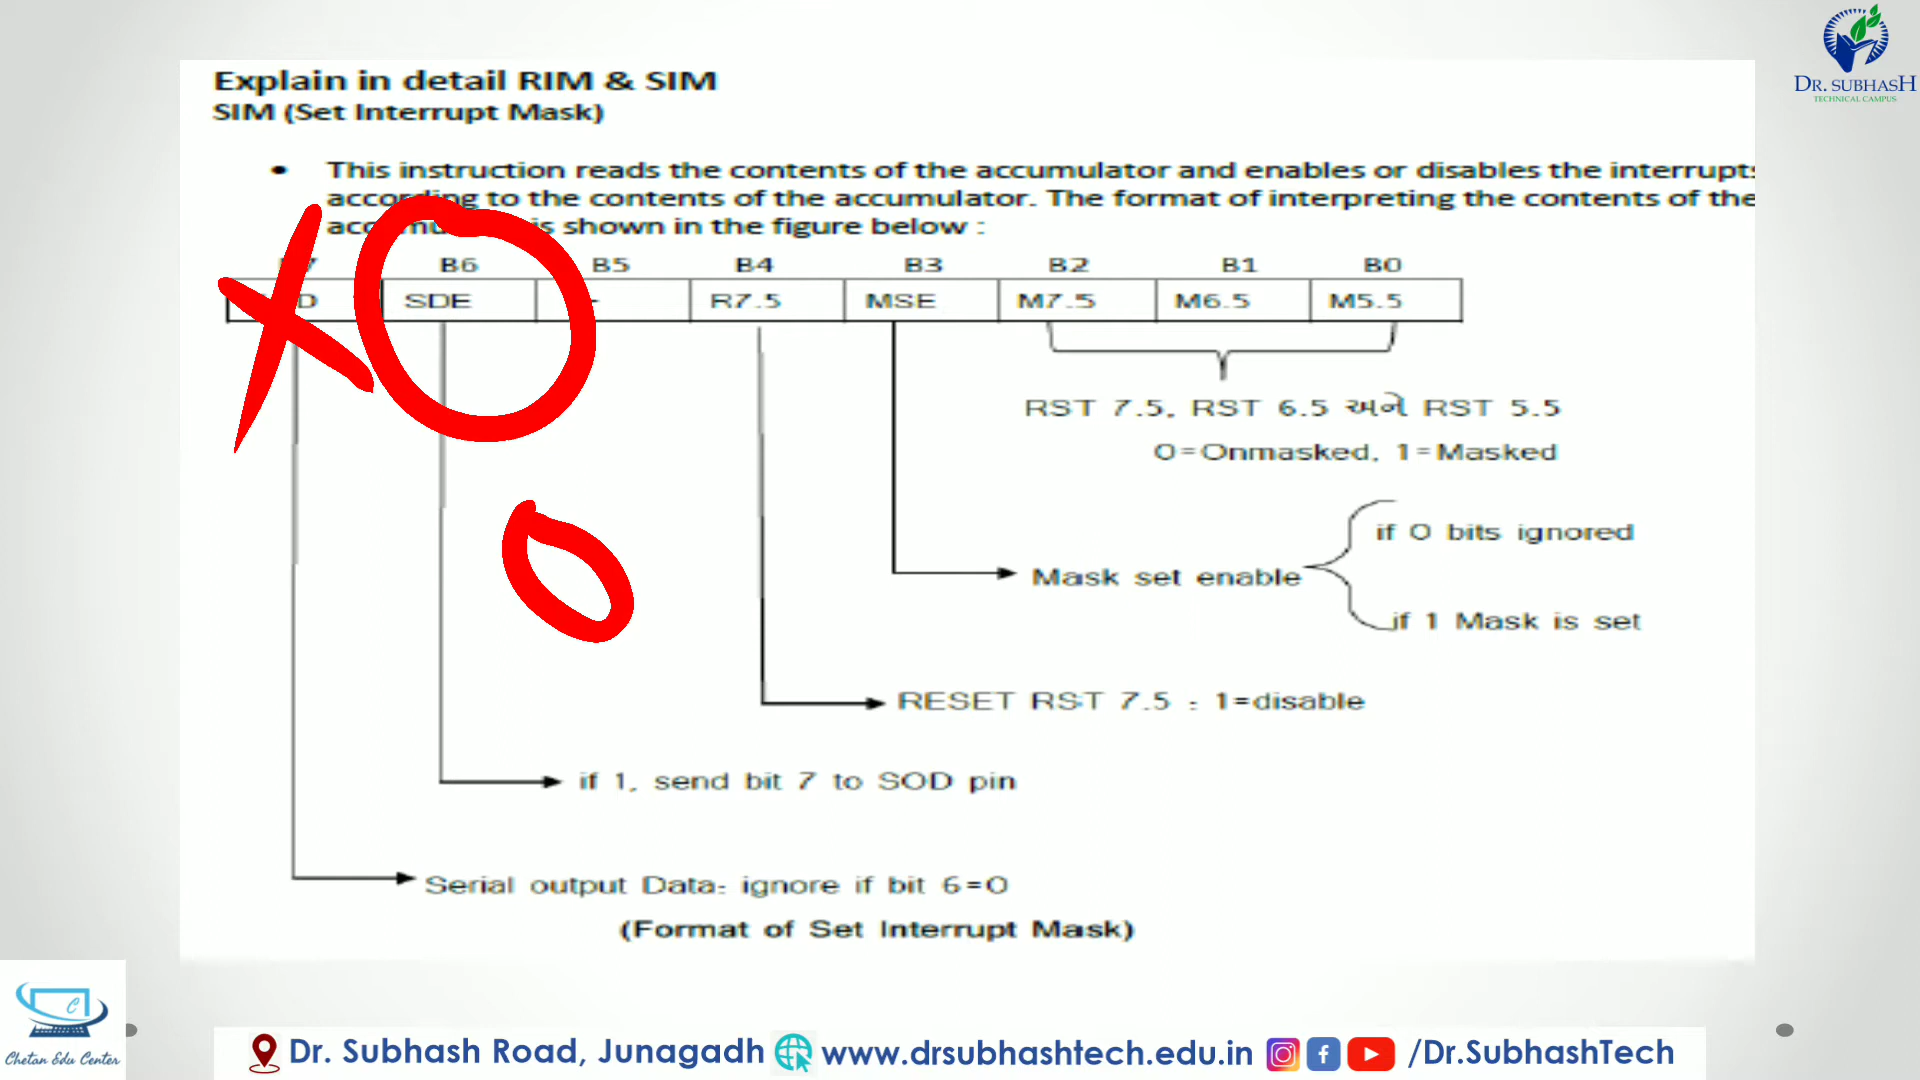 DR. SUBHASH
TECHNICAL CAMPUS
Explain in detail RIM & SIM
SIM (Set Interrupt Mask)
• This instruction reads the contents of the accumulator and enables or disables the interrupts
to the contents of the accumulator. The format of interpreting the contents of the
is shown in the figure below :
B6 B5 B4 B3 B2 B1 B0
SDE - R7.5 MSE M7.5 M6.5 M5.5
RST 7.5, RST 6.5 અને RST 5.5
0=Onmasked, 1=Masked
if 0 bits ignored
Mask set enable
if 1 Mask is set
RESET RST 7.5 : 1=disable
if 1, send bit 7 to SOD pin
Serial output Data: ignore if bit 6=0
(Format of Set Interrupt Mask)
0
Chetan Edu Center
Dr. Subhash Road, Junagadh www.drsubhashtech.edu.in /Dr.SubhashTech